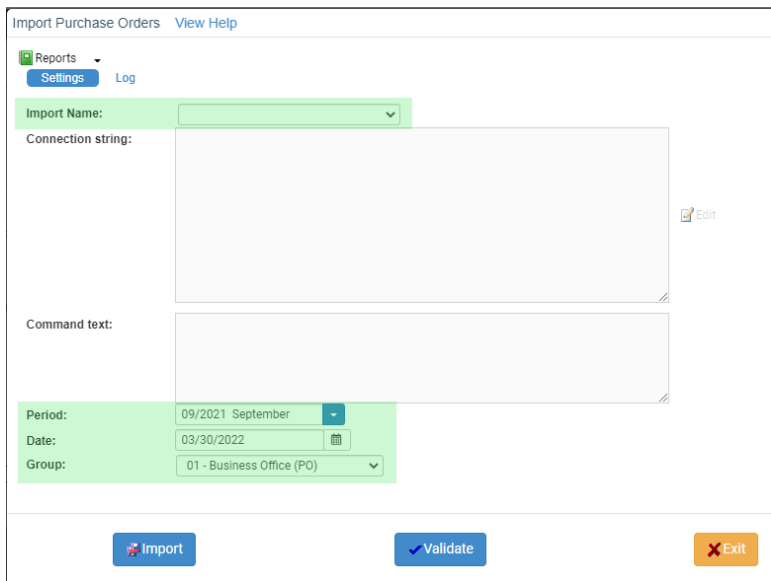 Import Purchase Orders View Help
Reports
Settings Log
Import Name:
Connection string:
Edit
Command text:
Period: 09/2021 September
Date: 03/30/2022
Group: 01 - Business Office (PO)
Import Validate Exit